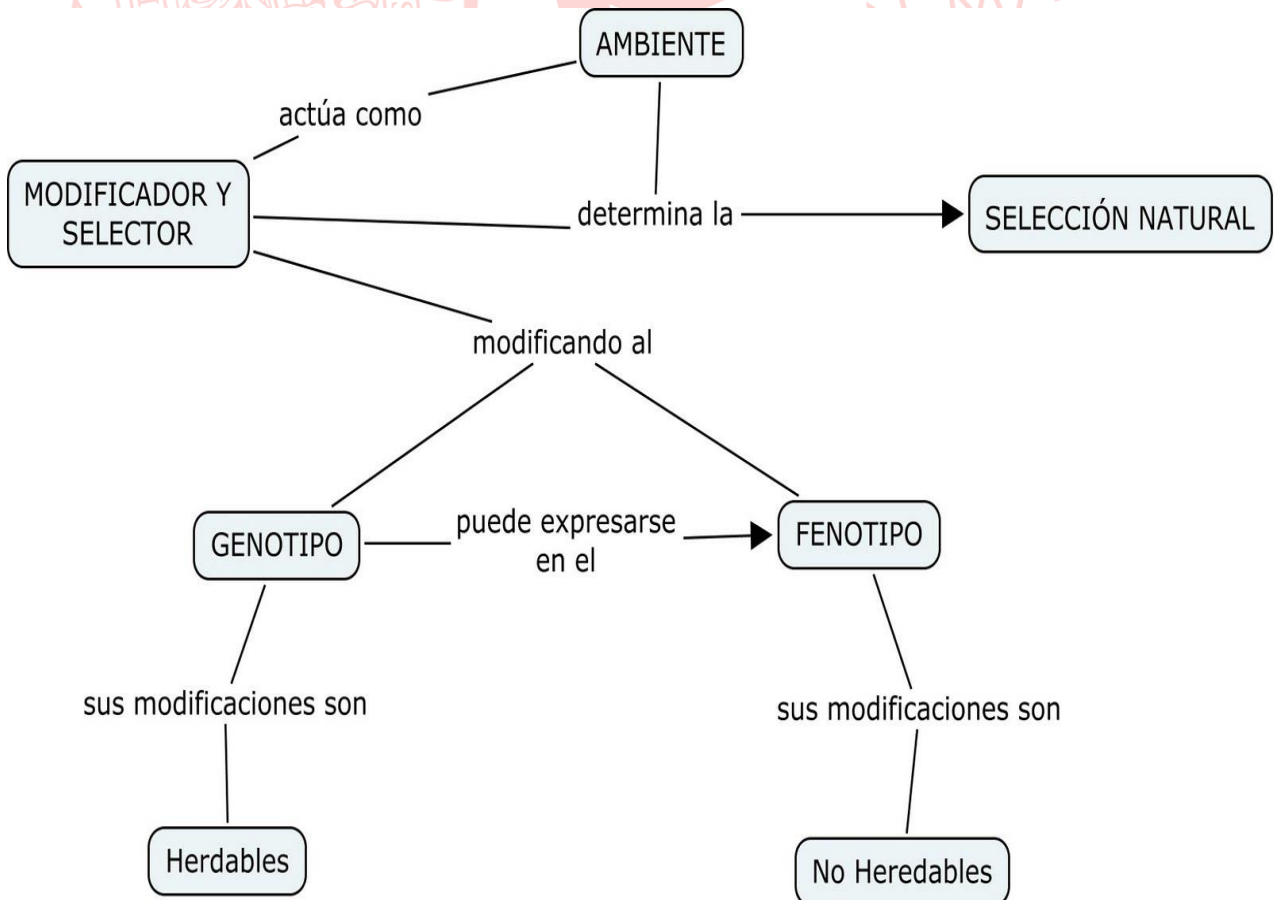 AMBIENTE
actúa como
MODIFICADOR Y
SELECTOR
determina la
SELECCIÓN NATURAL
modificando al
GENOTIPO
puede expresarse
en el
FENOTIPO
sus modificaciones son
sus modificaciones son
Herdables
No Heredables